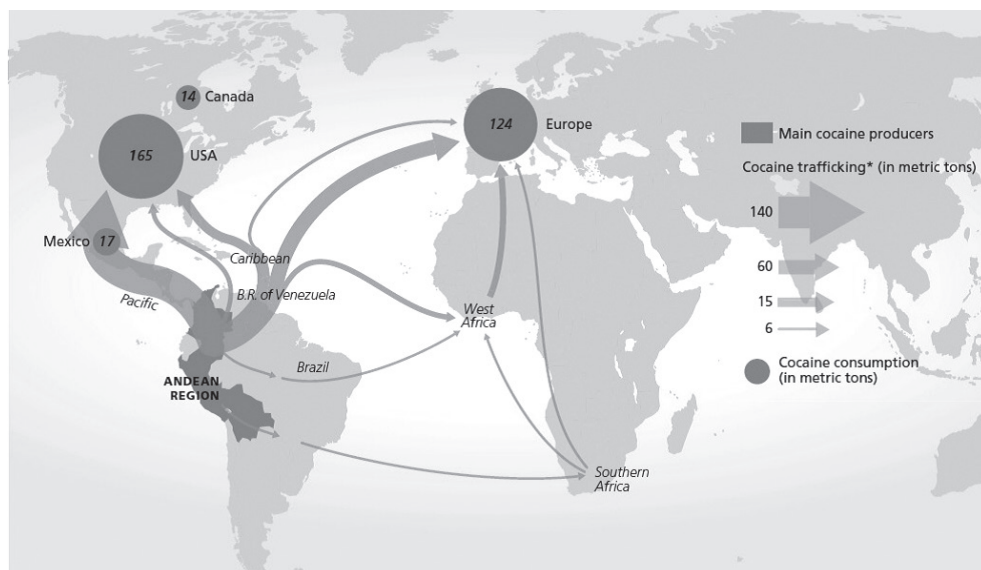 14 Canada
165 USA
124 Europe
Mexico 17
Caribbean
B.R. of Venezuela
Pacific
West
Africa
Brazil
ANDEAN
REGION
Southern
Africa
Main cocaine producers
Cocaine trafficking* (in metric tons)
140
60
15
6
Cocaine consumption
(in metric tons)